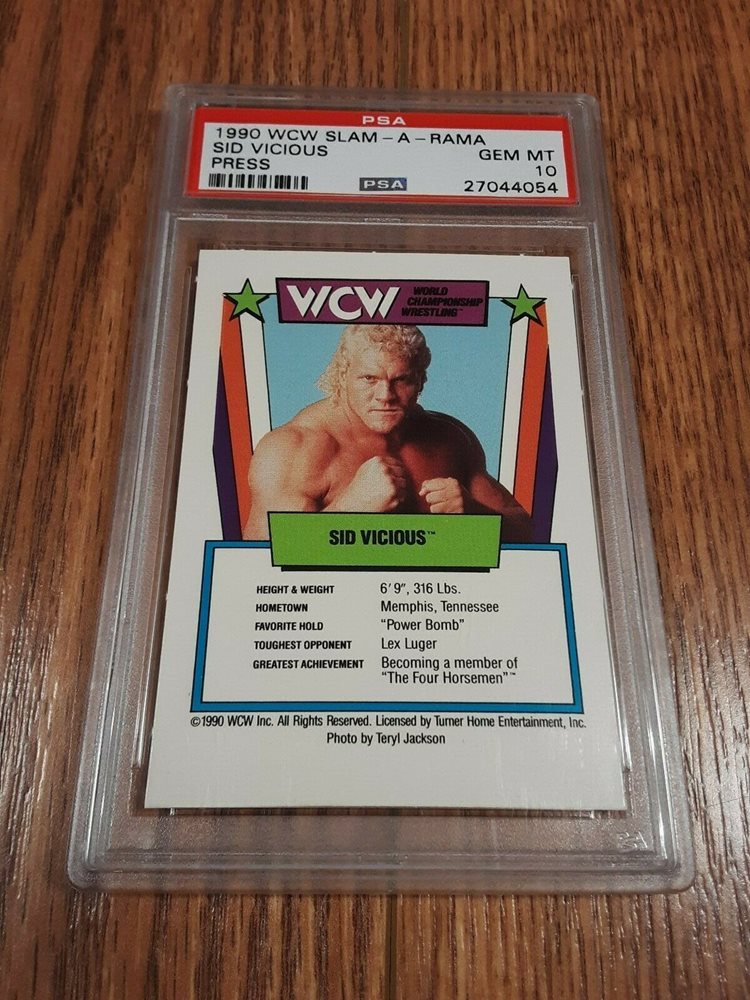 PSA
1990 WCW SLAM-A-RAMA
SID VICIOUS GEM MT
PRESS 10
PSA 27044054
WCW WORLD CHAMPIONSHIP WRESTLING™
SID VICIOUS™
HEIGHT & WEIGHT 6'9", 316 Lbs.
HOMETOWN Memphis, Tennessee
FAVORITE HOLD "Power Bomb"
TOUGHEST OPPONENT Lex Luger
GREATEST ACHIEVEMENT Becoming a member of
"The Four Horsemen"™
©1990 WCW Inc. All Rights Reserved. Licensed by Turner Home Entertainment, Inc.
Photo by Teryl Jackson